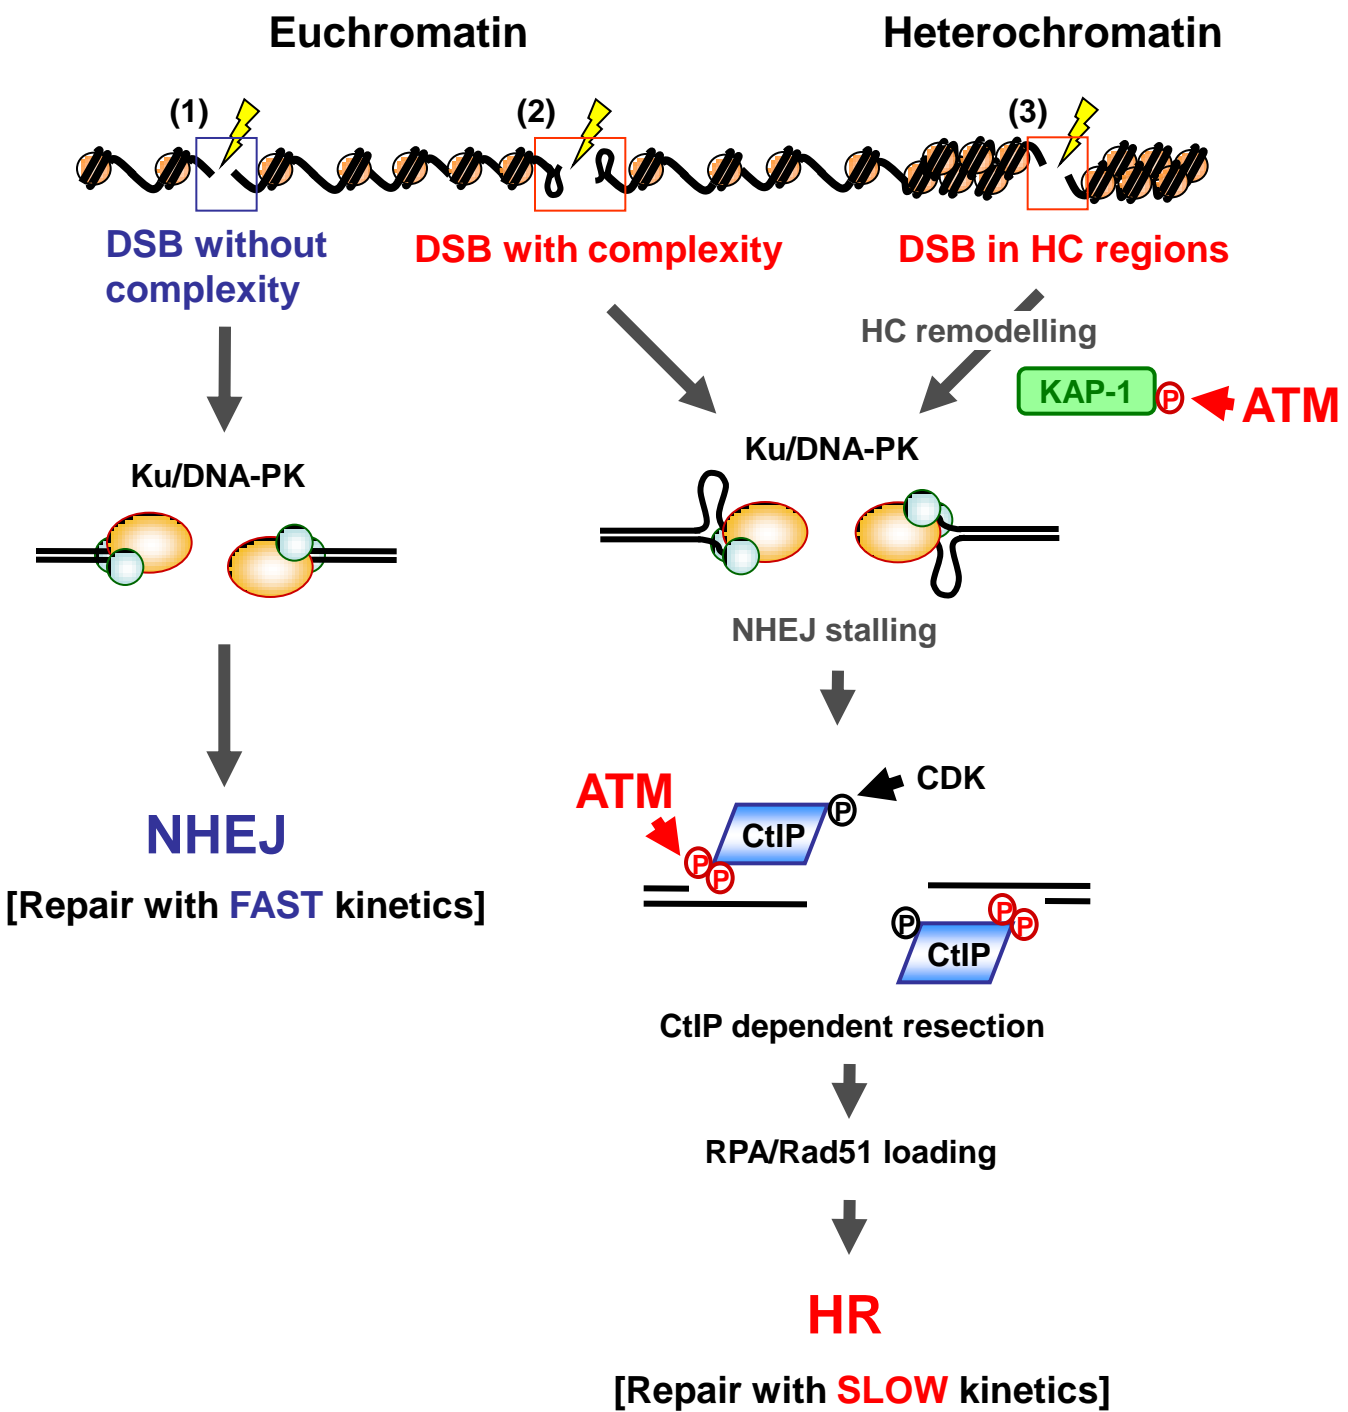 Euchromatin
Heterochromatin
(1)
(2)
(3)
DSB without
complexity
DSB with complexity
DSB in HC regions
HC remodelling
KAP-1
P
ATM
Ku/DNA-PK
Ku/DNA-PK
NHEJ stalling
NHEJ
[Repair with FAST kinetics]
ATM
CDK
P
CtIP
P
P
P
P
P
CtIP
CtIP dependent resection
RPA/Rad51 loading
HR
[Repair with SLOW kinetics]